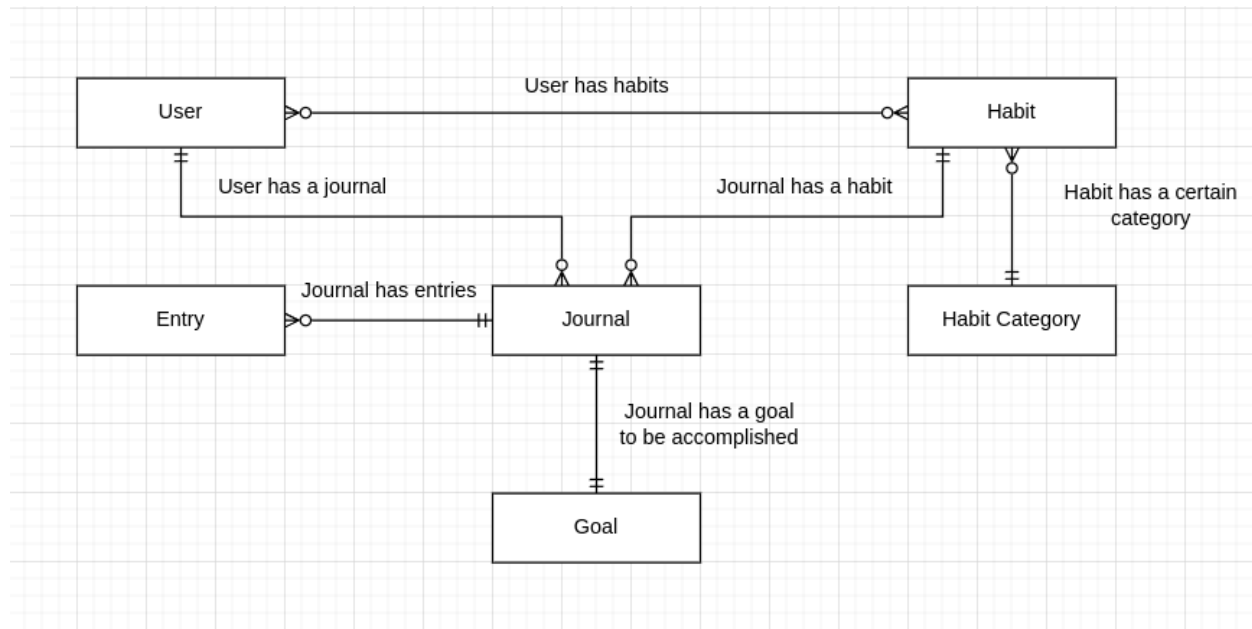 User has habits
User
Habit
User has a journal
Journal has a habit
Habit has a certain
category
Journal has entries
Entry
Journal
Habit Category
Journal has a goal
to be accomplished
Goal